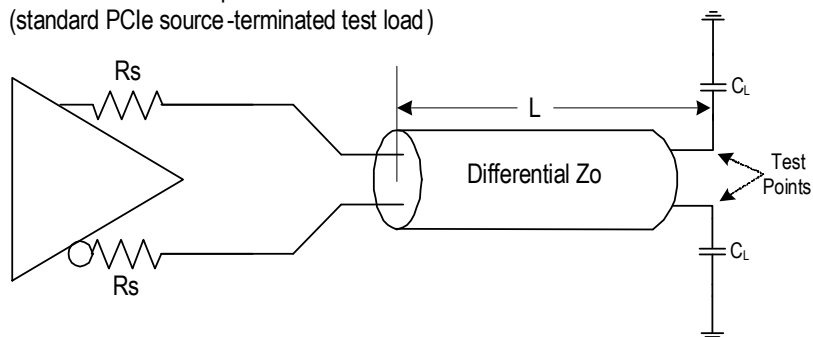 (standard PCIe source-terminated test load)
Rs
L
CL
Differential Zo
Test
Points
Rs
CL